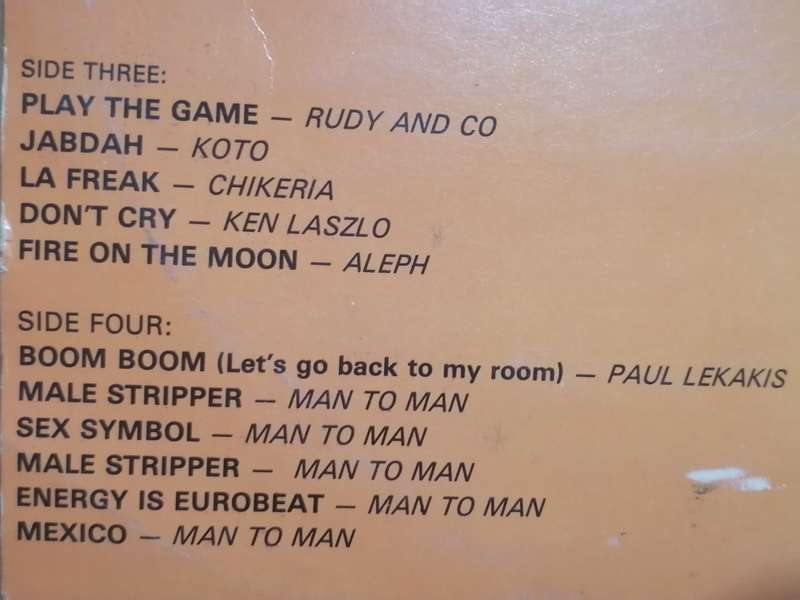 SIDE THREE:
PLAY THE GAME — RUDY AND CO
JABDAH — KOTO
LA FREAK — CHIKERIA
DON'T CRY — KEN LASZLO
FIRE ON THE MOON — ALEPH
SIDE FOUR:
BOOM BOOM (Let's go back to my room) — PAUL LEKAKIS
MALE STRIPPER — MAN TO MAN
SEX SYMBOL — MAN TO MAN
MALE STRIPPER — MAN TO MAN
ENERGY IS EUROBEAT — MAN TO MAN
MEXICO — MAN TO MAN